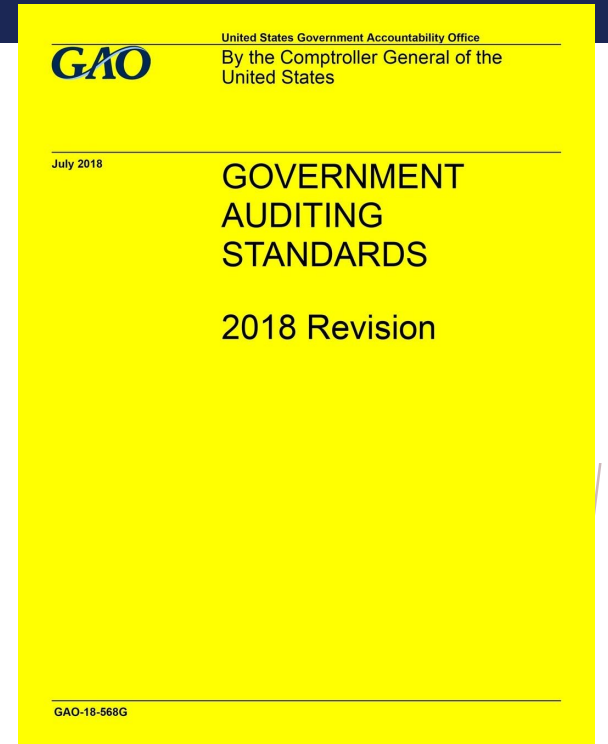 United States Government Accountability Office
GAO
By the Comptroller General of the
United States
July 2018
GOVERNMENT
AUDITING
STANDARDS
2018 Revision
GAO-18-568G